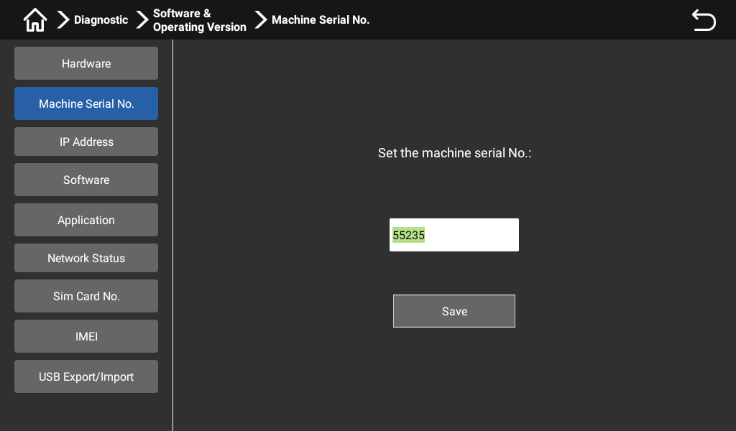 Diagnostic
Software &
Operating Version
Machine Serial No.
Hardware
Machine Serial No.
IP Address
Software
Application
Network Status
Sim Card No.
IMEI
USB Export/Import
Set the machine serial No.:
55235
Save